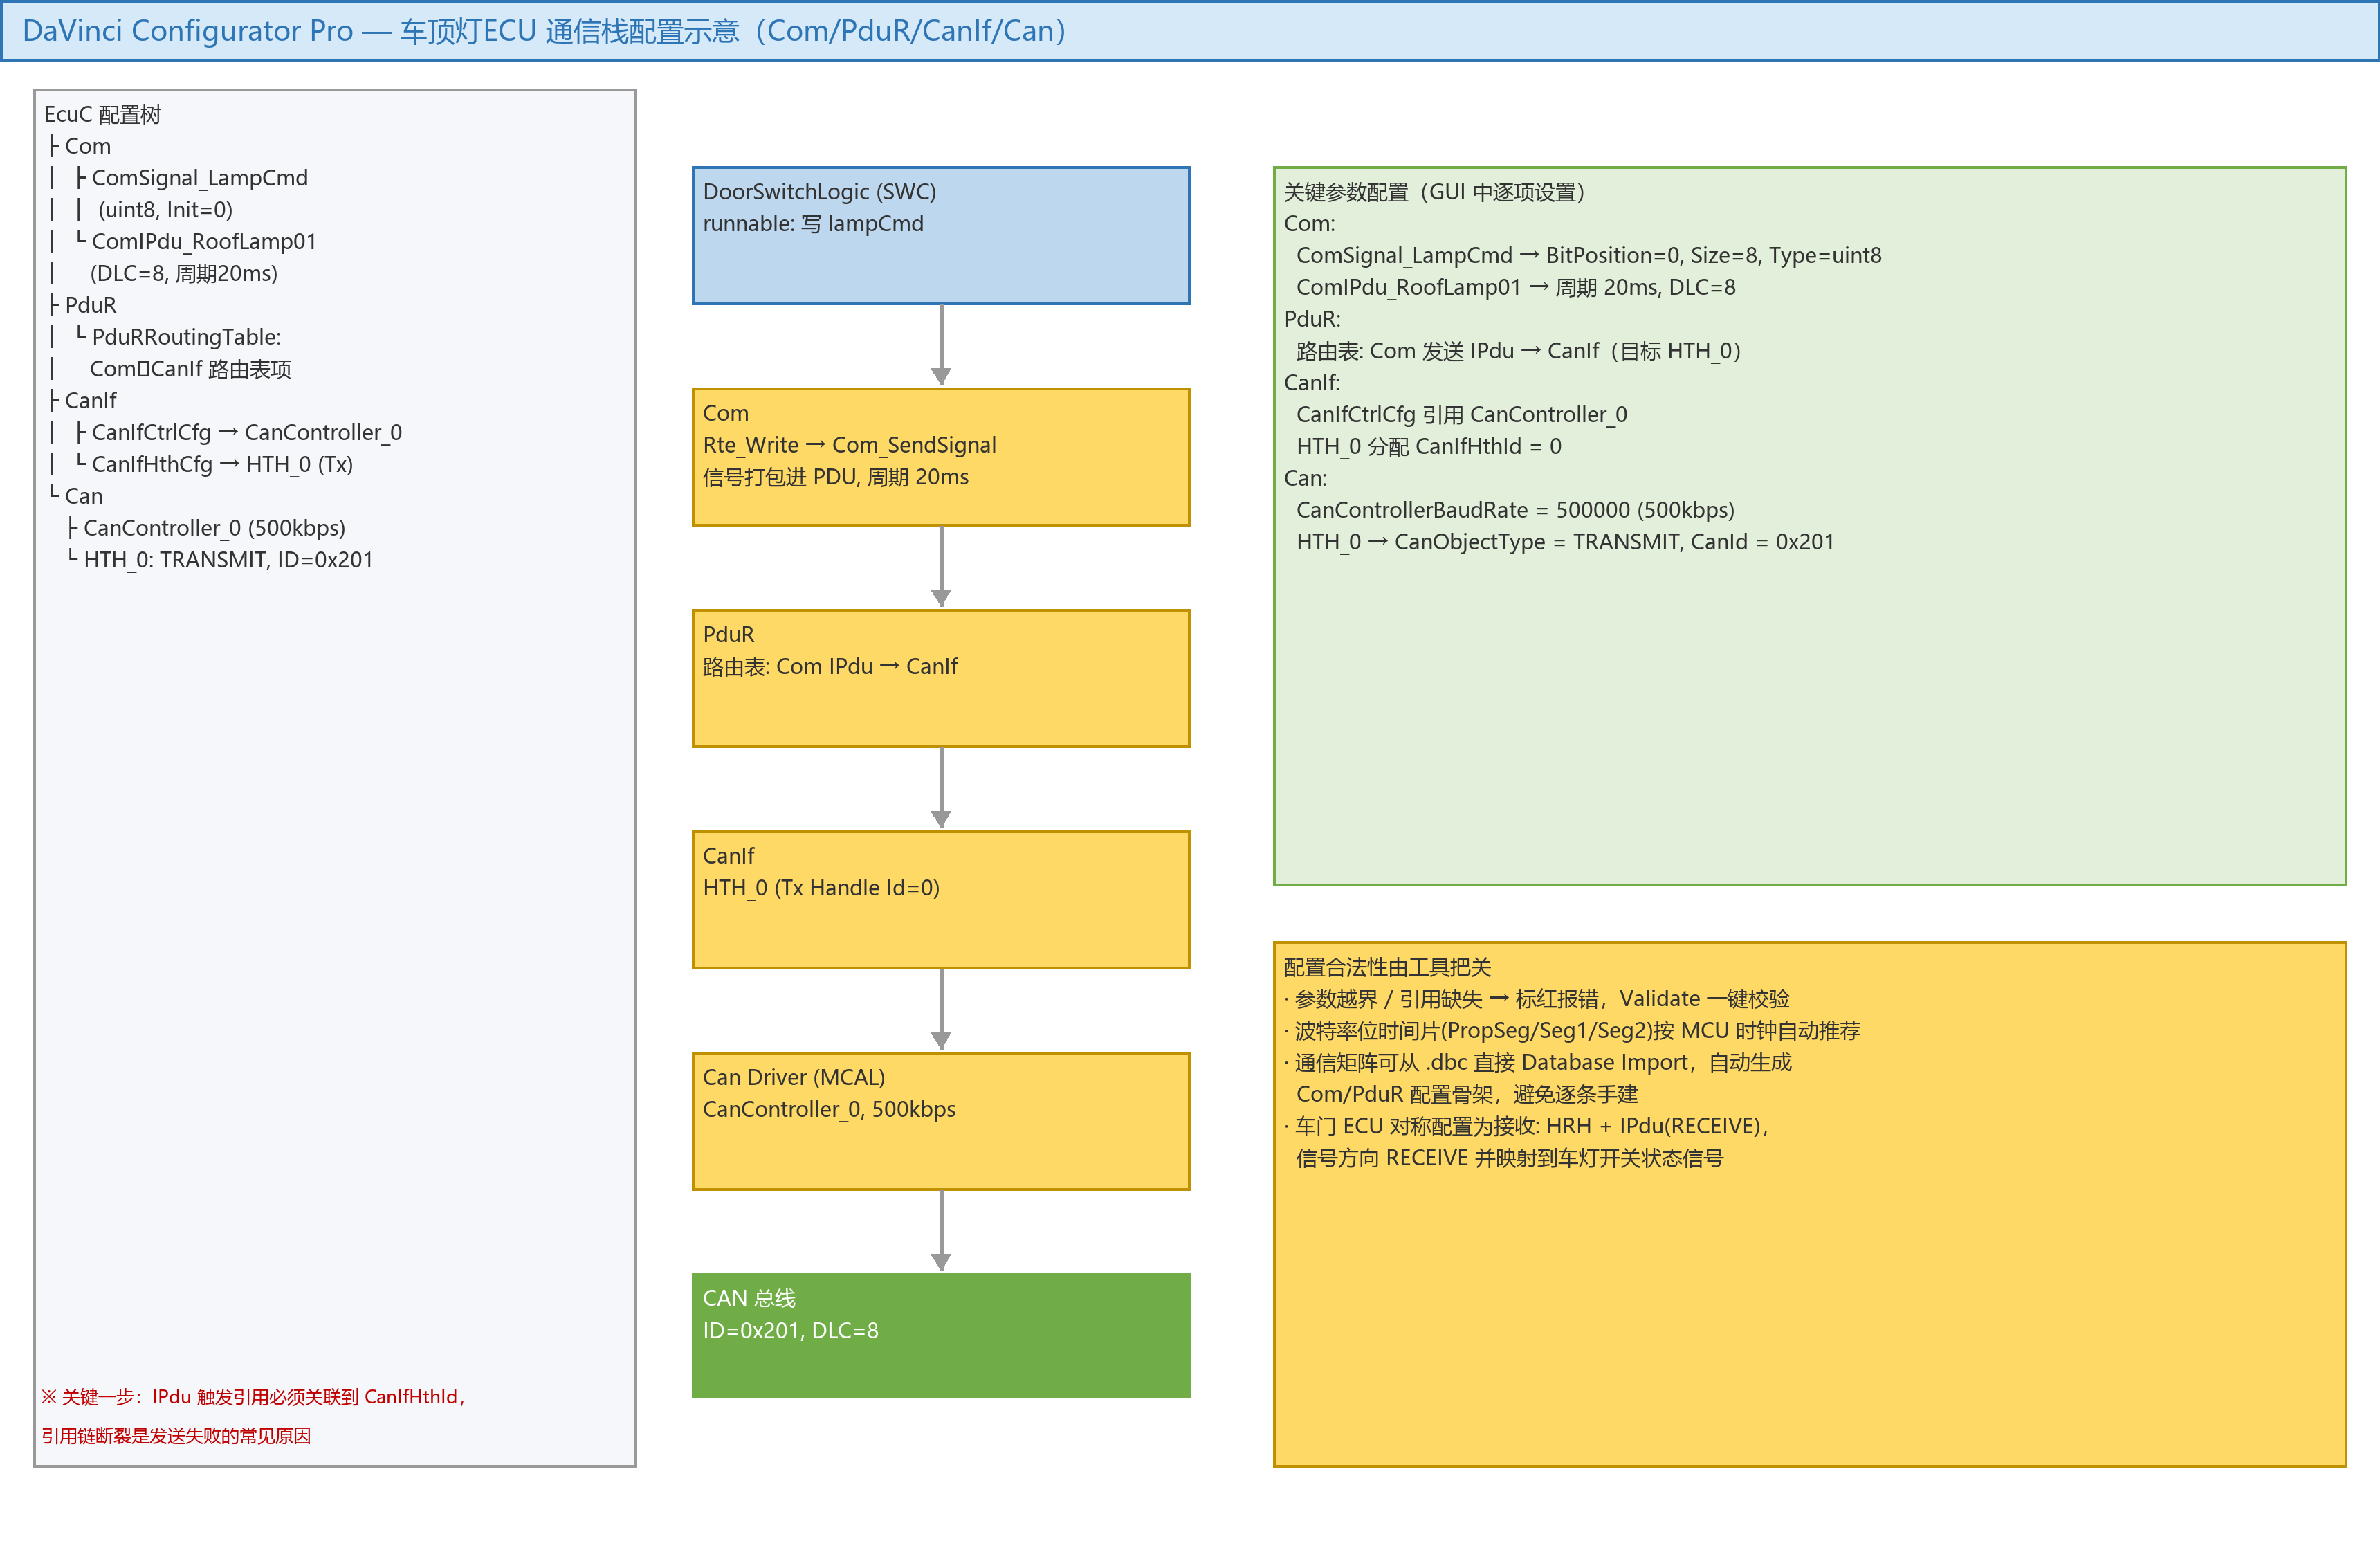 DaVinci Configurator Pro — 车顶灯ECU 通信栈配置示意（Com/PduR/CanIf/Can）
EcuC 配置树
├ Com
│  ├ ComSignal_LampCmd
│  │  (uint8, Init=0)
│  └ ComIPdu_RoofLamp01
│     (DLC=8, 周期20ms)
├ PduR
│  └ PduRRoutingTable:
│     Com□CanIf 路由表项
├ CanIf
│  ├ CanIfCtrlCfg → CanController_0
│  └ CanIfHthCfg → HTH_0 (Tx)
└ Can
   ├ CanController_0 (500kbps)
   └ HTH_0: TRANSMIT, ID=0x201
※ 关键一步：IPdu 触发引用必须关联到 CanIfHthId，
引用链断裂是发送失败的常见原因
DoorSwitchLogic (SWC)
runnable: 写 lampCmd
Com
Rte_Write → Com_SendSignal
信号打包进 PDU, 周期 20ms
PduR
路由表: Com IPdu → CanIf
CanIf
HTH_0 (Tx Handle Id=0)
Can Driver (MCAL)
CanController_0, 500kbps
CAN 总线
ID=0x201, DLC=8
关键参数配置（GUI 中逐项设置）
Com:
  ComSignal_LampCmd → BitPosition=0, Size=8, Type=uint8
  ComIPdu_RoofLamp01 → 周期 20ms, DLC=8
PduR:
  路由表: Com 发送 IPdu → CanIf（目标 HTH_0）
CanIf:
  CanIfCtrlCfg 引用 CanController_0
  HTH_0 分配 CanIfHthId = 0
Can:
  CanControllerBaudRate = 500000 (500kbps)
  HTH_0 → CanObjectType = TRANSMIT, CanId = 0x201
配置合法性由工具把关
· 参数越界 / 引用缺失 → 标红报错，Validate 一键校验
· 波特率位时间片(PropSeg/Seg1/Seg2)按 MCU 时钟自动推荐
· 通信矩阵可从 .dbc 直接 Database Import，自动生成
  Com/PduR 配置骨架，避免逐条手建
· 车门 ECU 对称配置为接收: HRH + IPdu(RECEIVE)，
  信号方向 RECEIVE 并映射到车灯开关状态信号